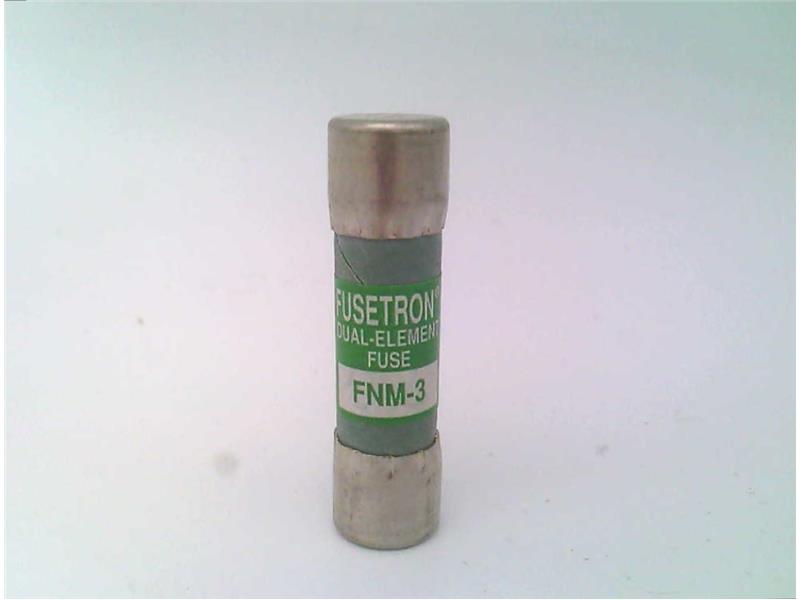 FUSETRON®
DUAL-ELEMENT
FUSE
FNM-3